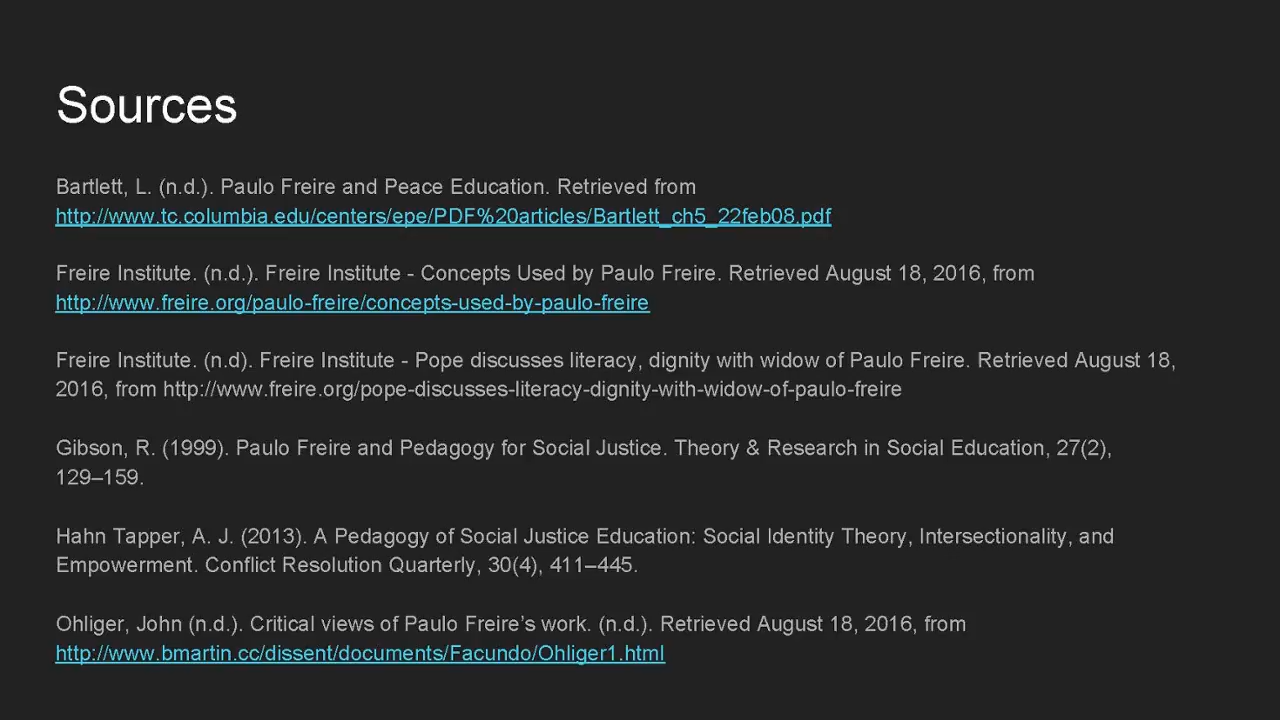 Sources
Bartlett, L. (n.d.). Paulo Freire and Peace Education. Retrieved from
http://www.tc.columbia.edu/centers/epe/PDF%20articles/Bartlett_ch5_22feb08.pdf
Freire Institute. (n.d.). Freire Institute - Concepts Used by Paulo Freire. Retrieved August 18, 2016, from
http://www.freire.org/paulo-freire/concepts-used-by-paulo-freire
Freire Institute. (n.d). Freire Institute - Pope discusses literacy, dignity with widow of Paulo Freire. Retrieved August 18,
2016, from http://www.freire.org/pope-discusses-literacy-dignity-with-widow-of-paulo-freire
Gibson, R. (1999). Paulo Freire and Pedagogy for Social Justice. Theory & Research in Social Education, 27(2),
129–159.
Hahn Tapper, A. J. (2013). A Pedagogy of Social Justice Education: Social Identity Theory, Intersectionality, and
Empowerment. Conflict Resolution Quarterly, 30(4), 411–445.
Ohliger, John (n.d.). Critical views of Paulo Freire’s work. (n.d.). Retrieved August 18, 2016, from
http://www.bmartin.cc/dissent/documents/Facundo/Ohliger1.html